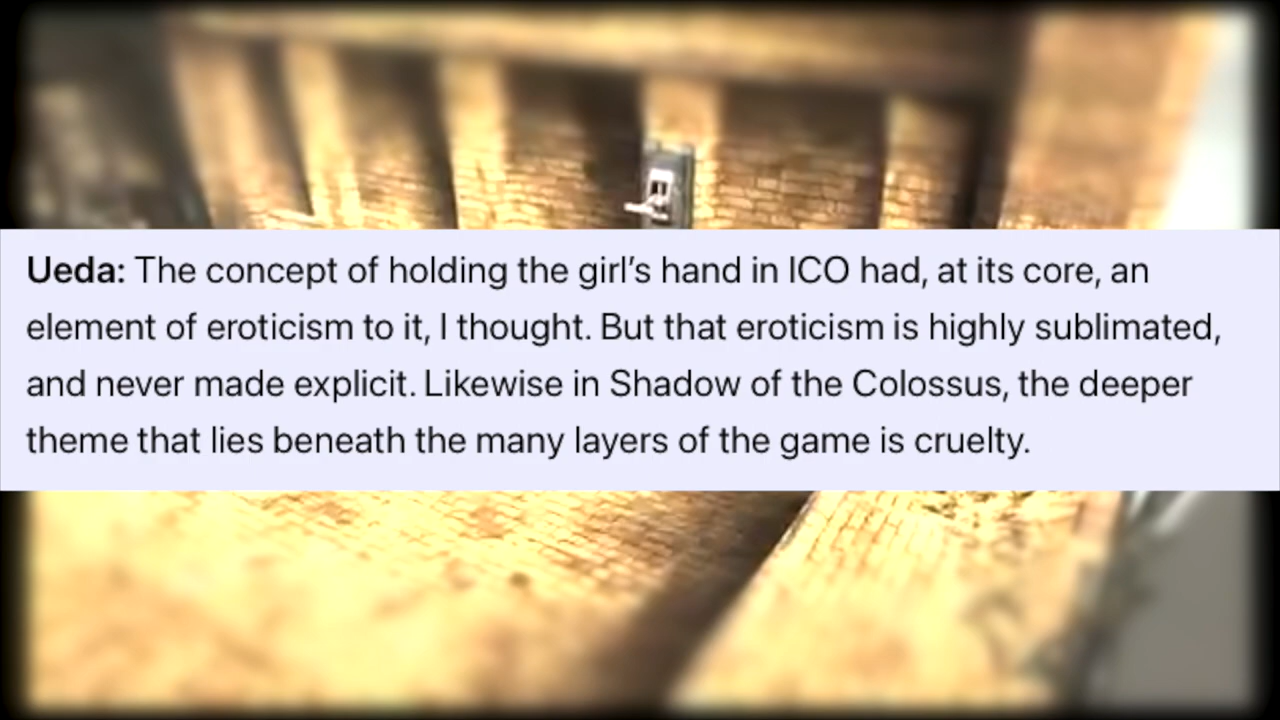 Ueda: The concept of holding the girl’s hand in ICO had, at its core, an
element of eroticism to it, I thought. But that eroticism is highly sublimated,
and never made explicit. Likewise in Shadow of the Colossus, the deeper
theme that lies beneath the many layers of the game is cruelty.